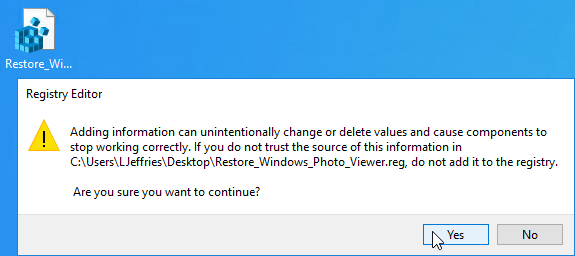 Restore_Wi...
Registry Editor
Adding information can unintentionally change or delete values and cause components to
stop working correctly. If you do not trust the source of this information in
C:\Users\LJeffries\Desktop\Restore_Windows_Photo_Viewer.reg, do not add it to the registry.
Are you sure you want to continue?
Yes No